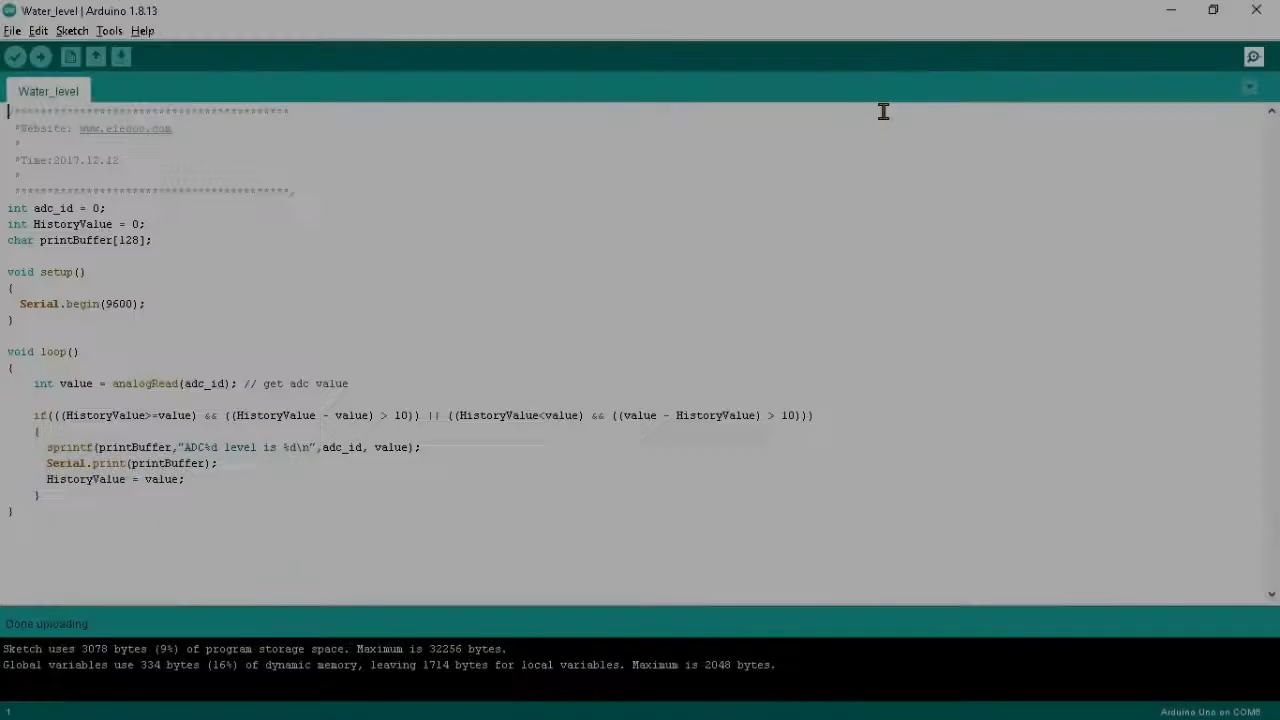 Water_level | Arduino 1.8.13
File Edit Sketch Tools Help
Water_level
/******************************************
*Website:
*
*Time:2017.12.12
*
******************************************/
int adc_id = 0;
int HistoryValue = 0;
char printBuffer[128];
void setup()
{
Serial.begin(9600);
}
void loop()
{
int value = analogRead(adc_id); // get adc value
if(((HistoryValue>=value) && ((HistoryValue - value) > 10)) || ((HistoryValue<value) && ((value - HistoryValue) > 10)))
{
sprintf(printBuffer,"ADC%d level is %d\n",adc_id, value);
Serial.print(printBuffer);
HistoryValue = value;
}
}
Done uploading.
Sketch uses 3078 bytes (9%) of program storage space. Maximum is 32256 bytes.
Global variables use 334 bytes (16%) of dynamic memory, leaving 1714 bytes for local variables. Maximum is 2048 bytes.
1
Arduino Uno on COM6